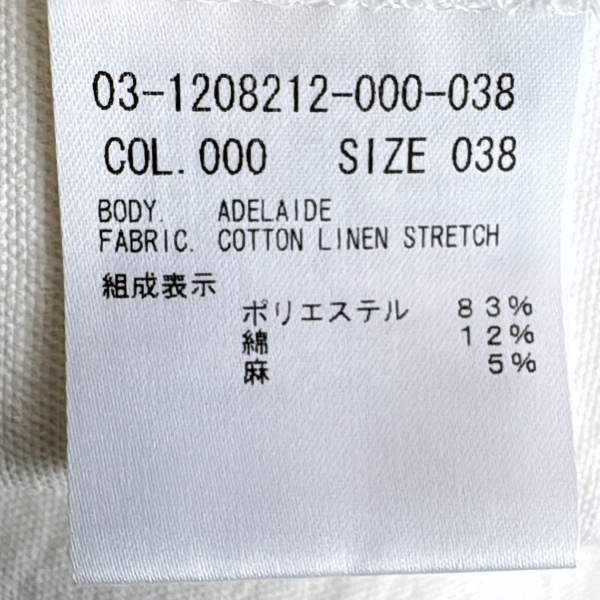 03-1208212-000-038
COL. 000 SIZE 038
BODY. ADELAIDE
FABRIC. COTTON LINEN STRETCH
組成表示
ポリエステル 83%
綿 12%
麻 5%